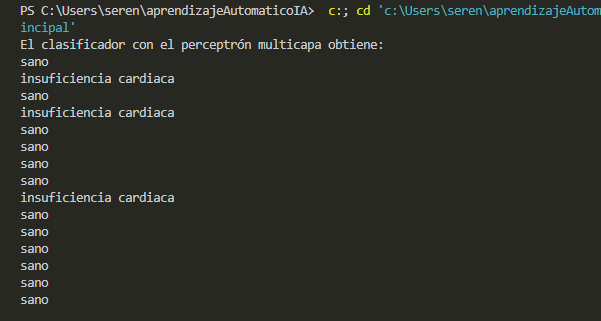 PS C:\Users\seren\aprendizajeAutomaticoIA>  c:; cd 'c:\Users\seren\aprendizajeAutom
incipal'
El clasificador con el perceptrón multicapa obtiene:
sano
insuficiencia cardiaca
sano
insuficiencia cardiaca
sano
sano
sano
sano
insuficiencia cardiaca
sano
sano
sano
sano
sano
sano